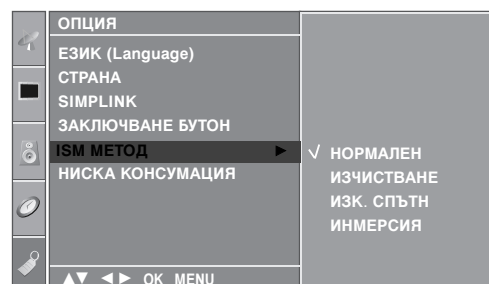 ОПЦИЯ
ЕЗИК (Language)
СТРАНА
SIMPLINK
ЗАКЛЮЧВАНЕ БУТОН
ISM МЕТОД ►
НИСКА КОНСУМАЦИЯ
√ НОРМАЛЕН
ИЗЧИСТВАНЕ
ИЗК. СПЪТН
ИНМЕРСИЯ
▲▼ ◄► OK MENU